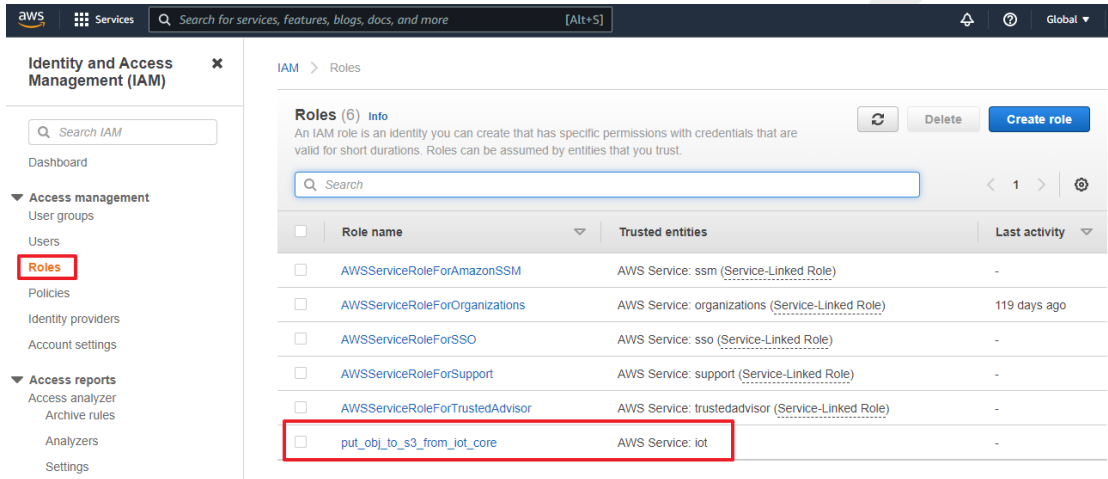 aws
Services
Search for services, features, blogs, docs, and more
[Alt+S]
Global
Identity and Access
Management (IAM)
Search IAM
Dashboard
Access management
User groups
Users
Roles
Policies
Identity providers
Account settings
Access reports
Access analyzer
Archive rules
Analyzers
Settings
IAM > Roles
Roles (6) Info
An IAM role is an identity you can create that has specific permissions with credentials that are
valid for short durations. Roles can be assumed by entities that you trust.
Delete
Create role
Search
1
Role name Trusted entities Last activity
AWSServiceRoleForAmazonSSM AWS Service: ssm (Service-Linked Role) -
AWSServiceRoleForOrganizations AWS Service: organizations (Service-Linked Role) 119 days ago
AWSServiceRoleForSSO AWS Service: sso (Service-Linked Role) -
AWSServiceRoleForSupport AWS Service: support (Service-Linked Role) -
AWSServiceRoleForTrustedAdvisor AWS Service: trustedadvisor (Service-Linked Role) -
put_obj_to_s3_from_iot_core AWS Service: iot -